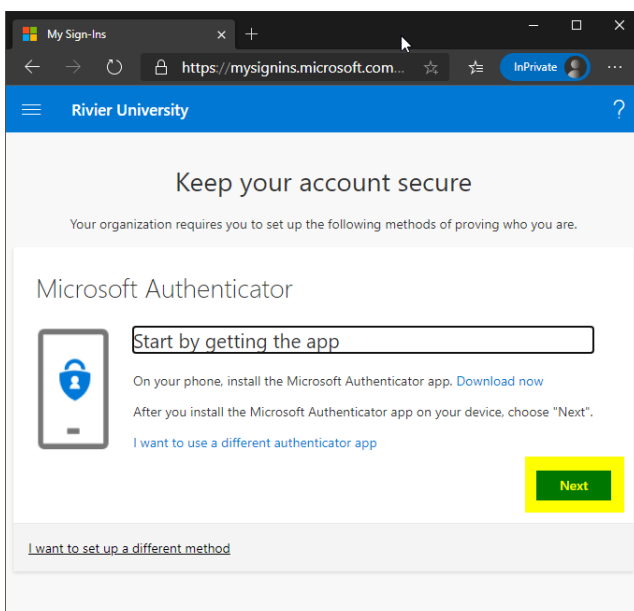 My Sign-Ins
https://mysignins.microsoft.com...
InPrivate
Rivier University
?
Keep your account secure
Your organization requires you to set up the following methods of proving who you are.
Microsoft Authenticator
Start by getting the app
On your phone, install the Microsoft Authenticator app. Download now
After you install the Microsoft Authenticator app on your device, choose "Next".
I want to use a different authenticator app
Next
I want to set up a different method